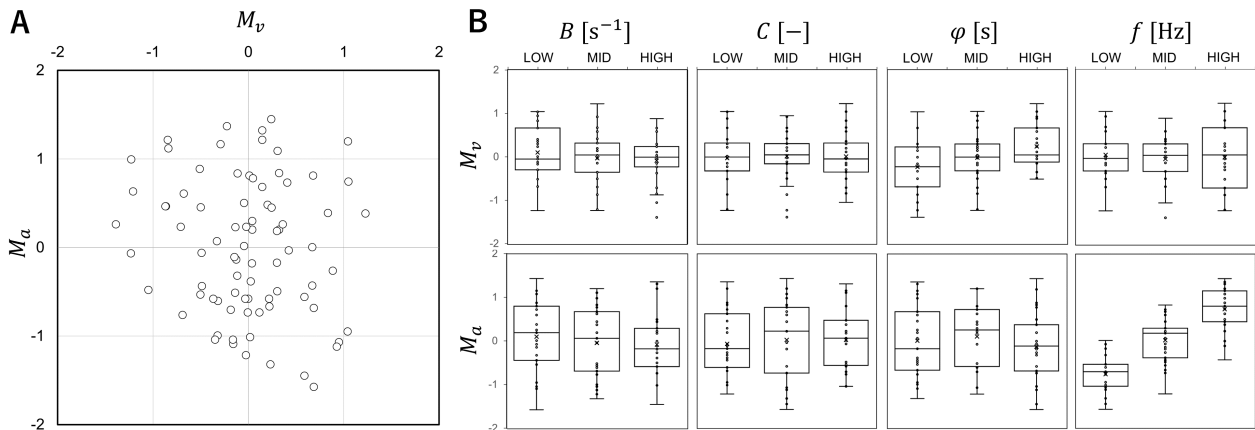 A
M_v
-2 -1 0 1 2
2
1
0
-1
-2
M_a
B
B [s⁻¹] C [−] φ [s] f [Hz]
LOW MID HIGH LOW MID HIGH LOW MID HIGH LOW MID HIGH
2
1
0
-1
-2
M_v
2
1
0
-1
-2
M_a